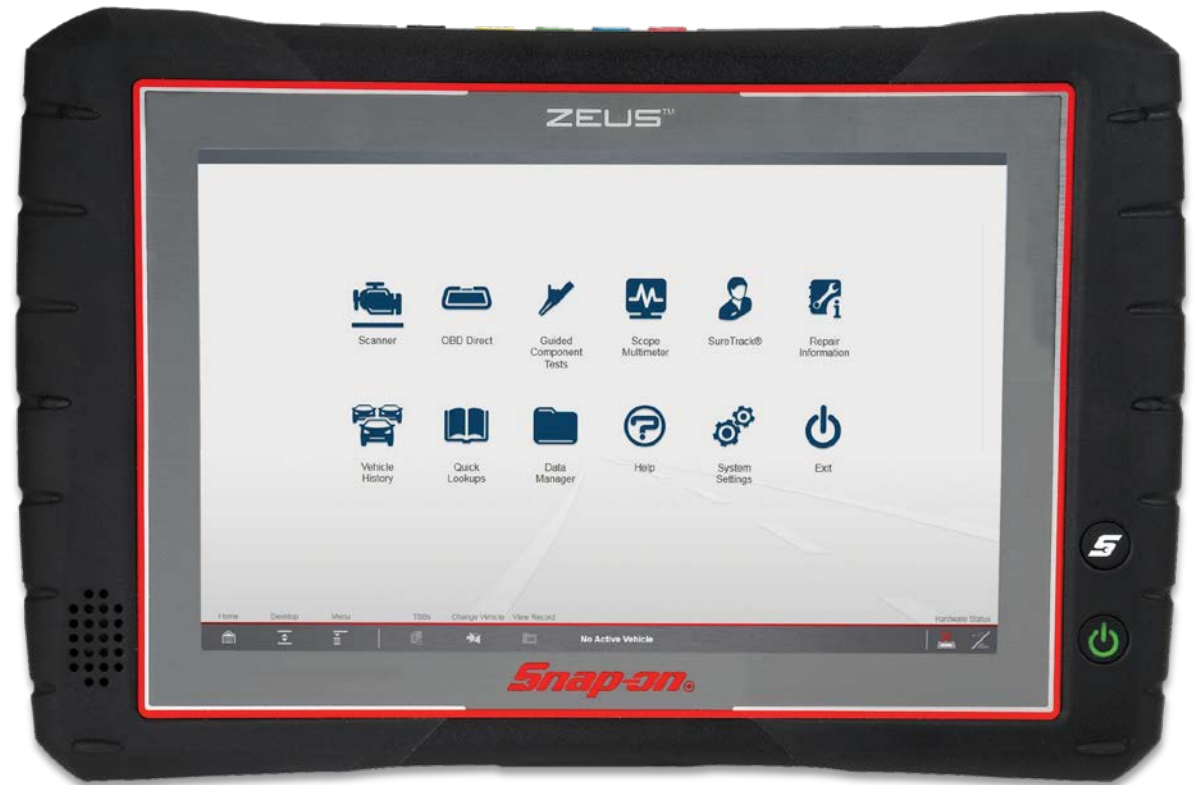 ZEUS™
Scanner
OBD Direct
Guided
Component
Tests
Scope
Multimeter
SureTrack®
Repair
Information
Vehicle
History
Quick
Lookups
Data
Manager
Help
System
Settings
Exit
Home Desktop Menu TSBs Change Vehicle View Record Hardware Status
No Active Vehicle
Snap-on®